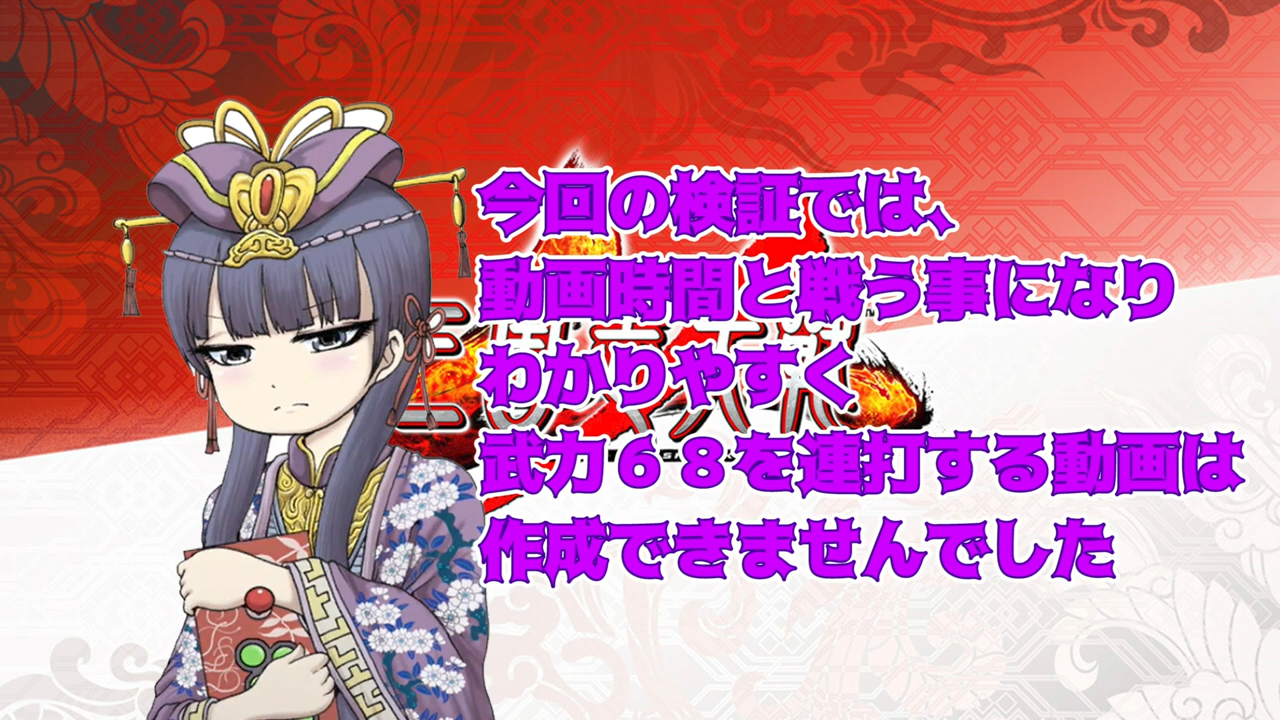 今回の検証では、
動画時間と戦う事になり
わかりやすく
武力６８を連打する動画は
作成できませんでした